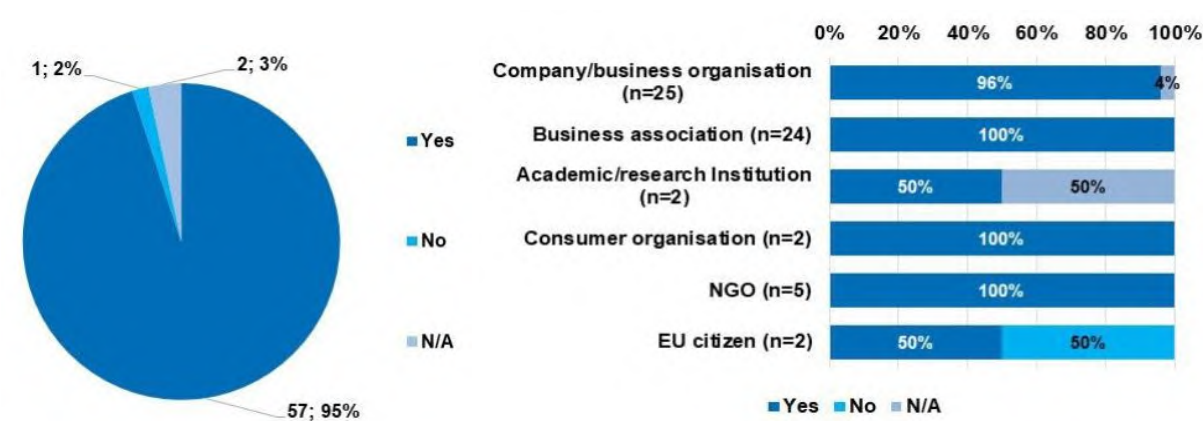 1; 2%
2; 3%
Yes
No
N/A
57; 95%
0% 20% 40% 60% 80% 100%
Company/business organisation
(n=25)
96% 4%
Business association (n=24)
100%
Academic/research Institution
(n=2)
50% 50%
Consumer organisation (n=2)
100%
NGO (n=5)
100%
EU citizen (n=2)
50% 50%
Yes No N/A